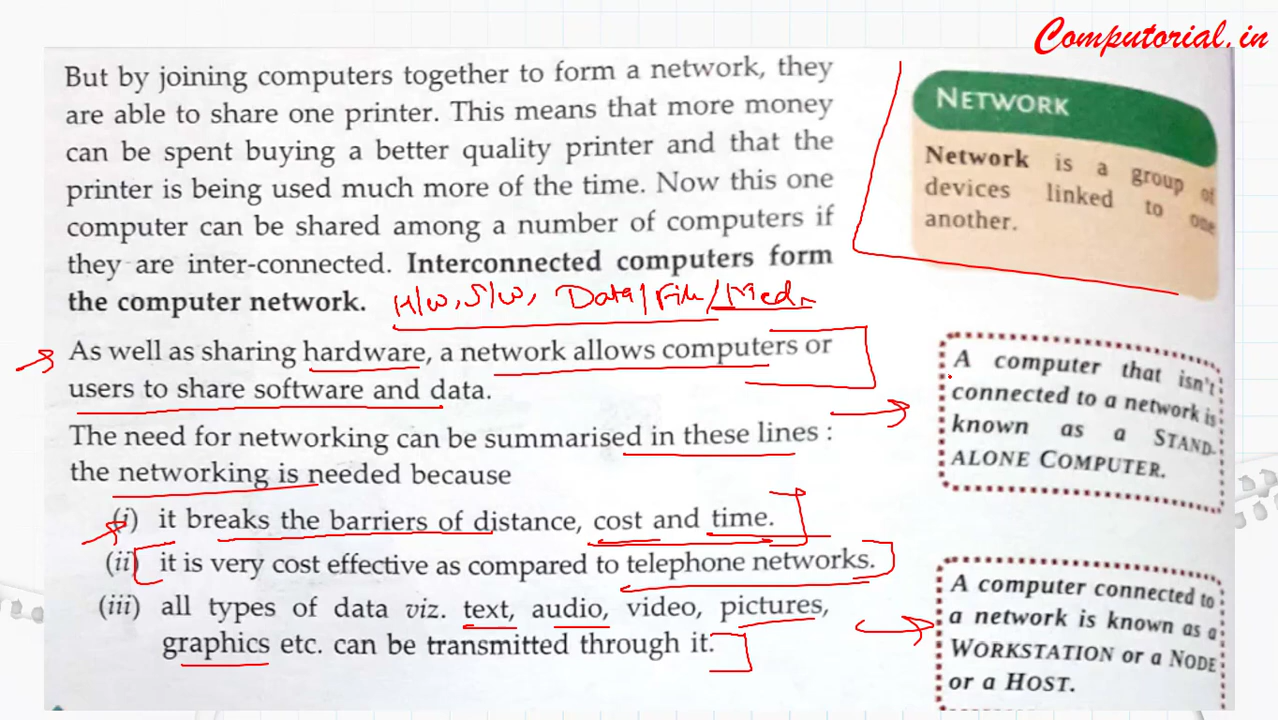 Computorial.in
But by joining computers together to form a network, they
are able to share one printer. This means that more money
can be spent buying a better quality printer and that the
printer is being used much more of the time. Now this one
computer can be shared among a number of computers if
they are inter-connected. Interconnected computers form
the computer network.
H/W, S/W, Data/File/Med
As well as sharing hardware, a network allows computers or
users to share software and data.
The need for networking can be summarised in these lines :
the networking is needed because
(i) it breaks the barriers of distance, cost and time.
(ii) it is very cost effective as compared to telephone networks.
(iii) all types of data viz. text, audio, video, pictures,
graphics etc. can be transmitted through it.
NETWORK
Network is a group of
devices linked to one
another.
A computer that isn't
connected to a network is
known as a STAND-
ALONE COMPUTER.
A computer connected to
a network is known as a
WORKSTATION or a NODE
or a HOST.